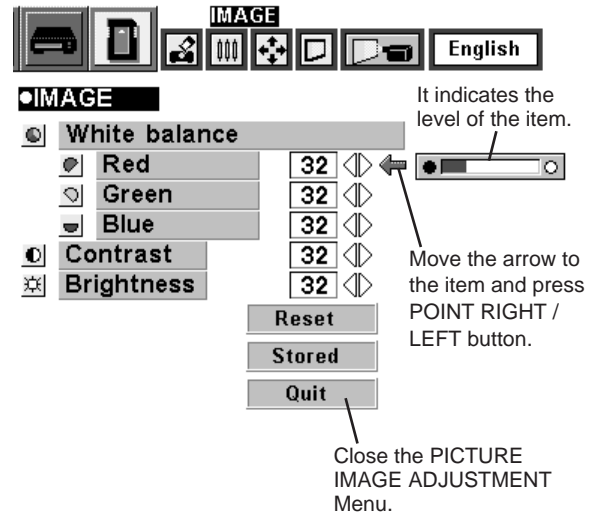 IMAGE
English
●IMAGE
It indicates the
level of the item.
White balance
Red 32
Green 32
Blue 32
Contrast 32
Brightness 32
Move the arrow to
the item and press
POINT RIGHT /
LEFT button.
Reset
Stored
Quit
Close the PICTURE
IMAGE ADJUSTMENT
Menu.